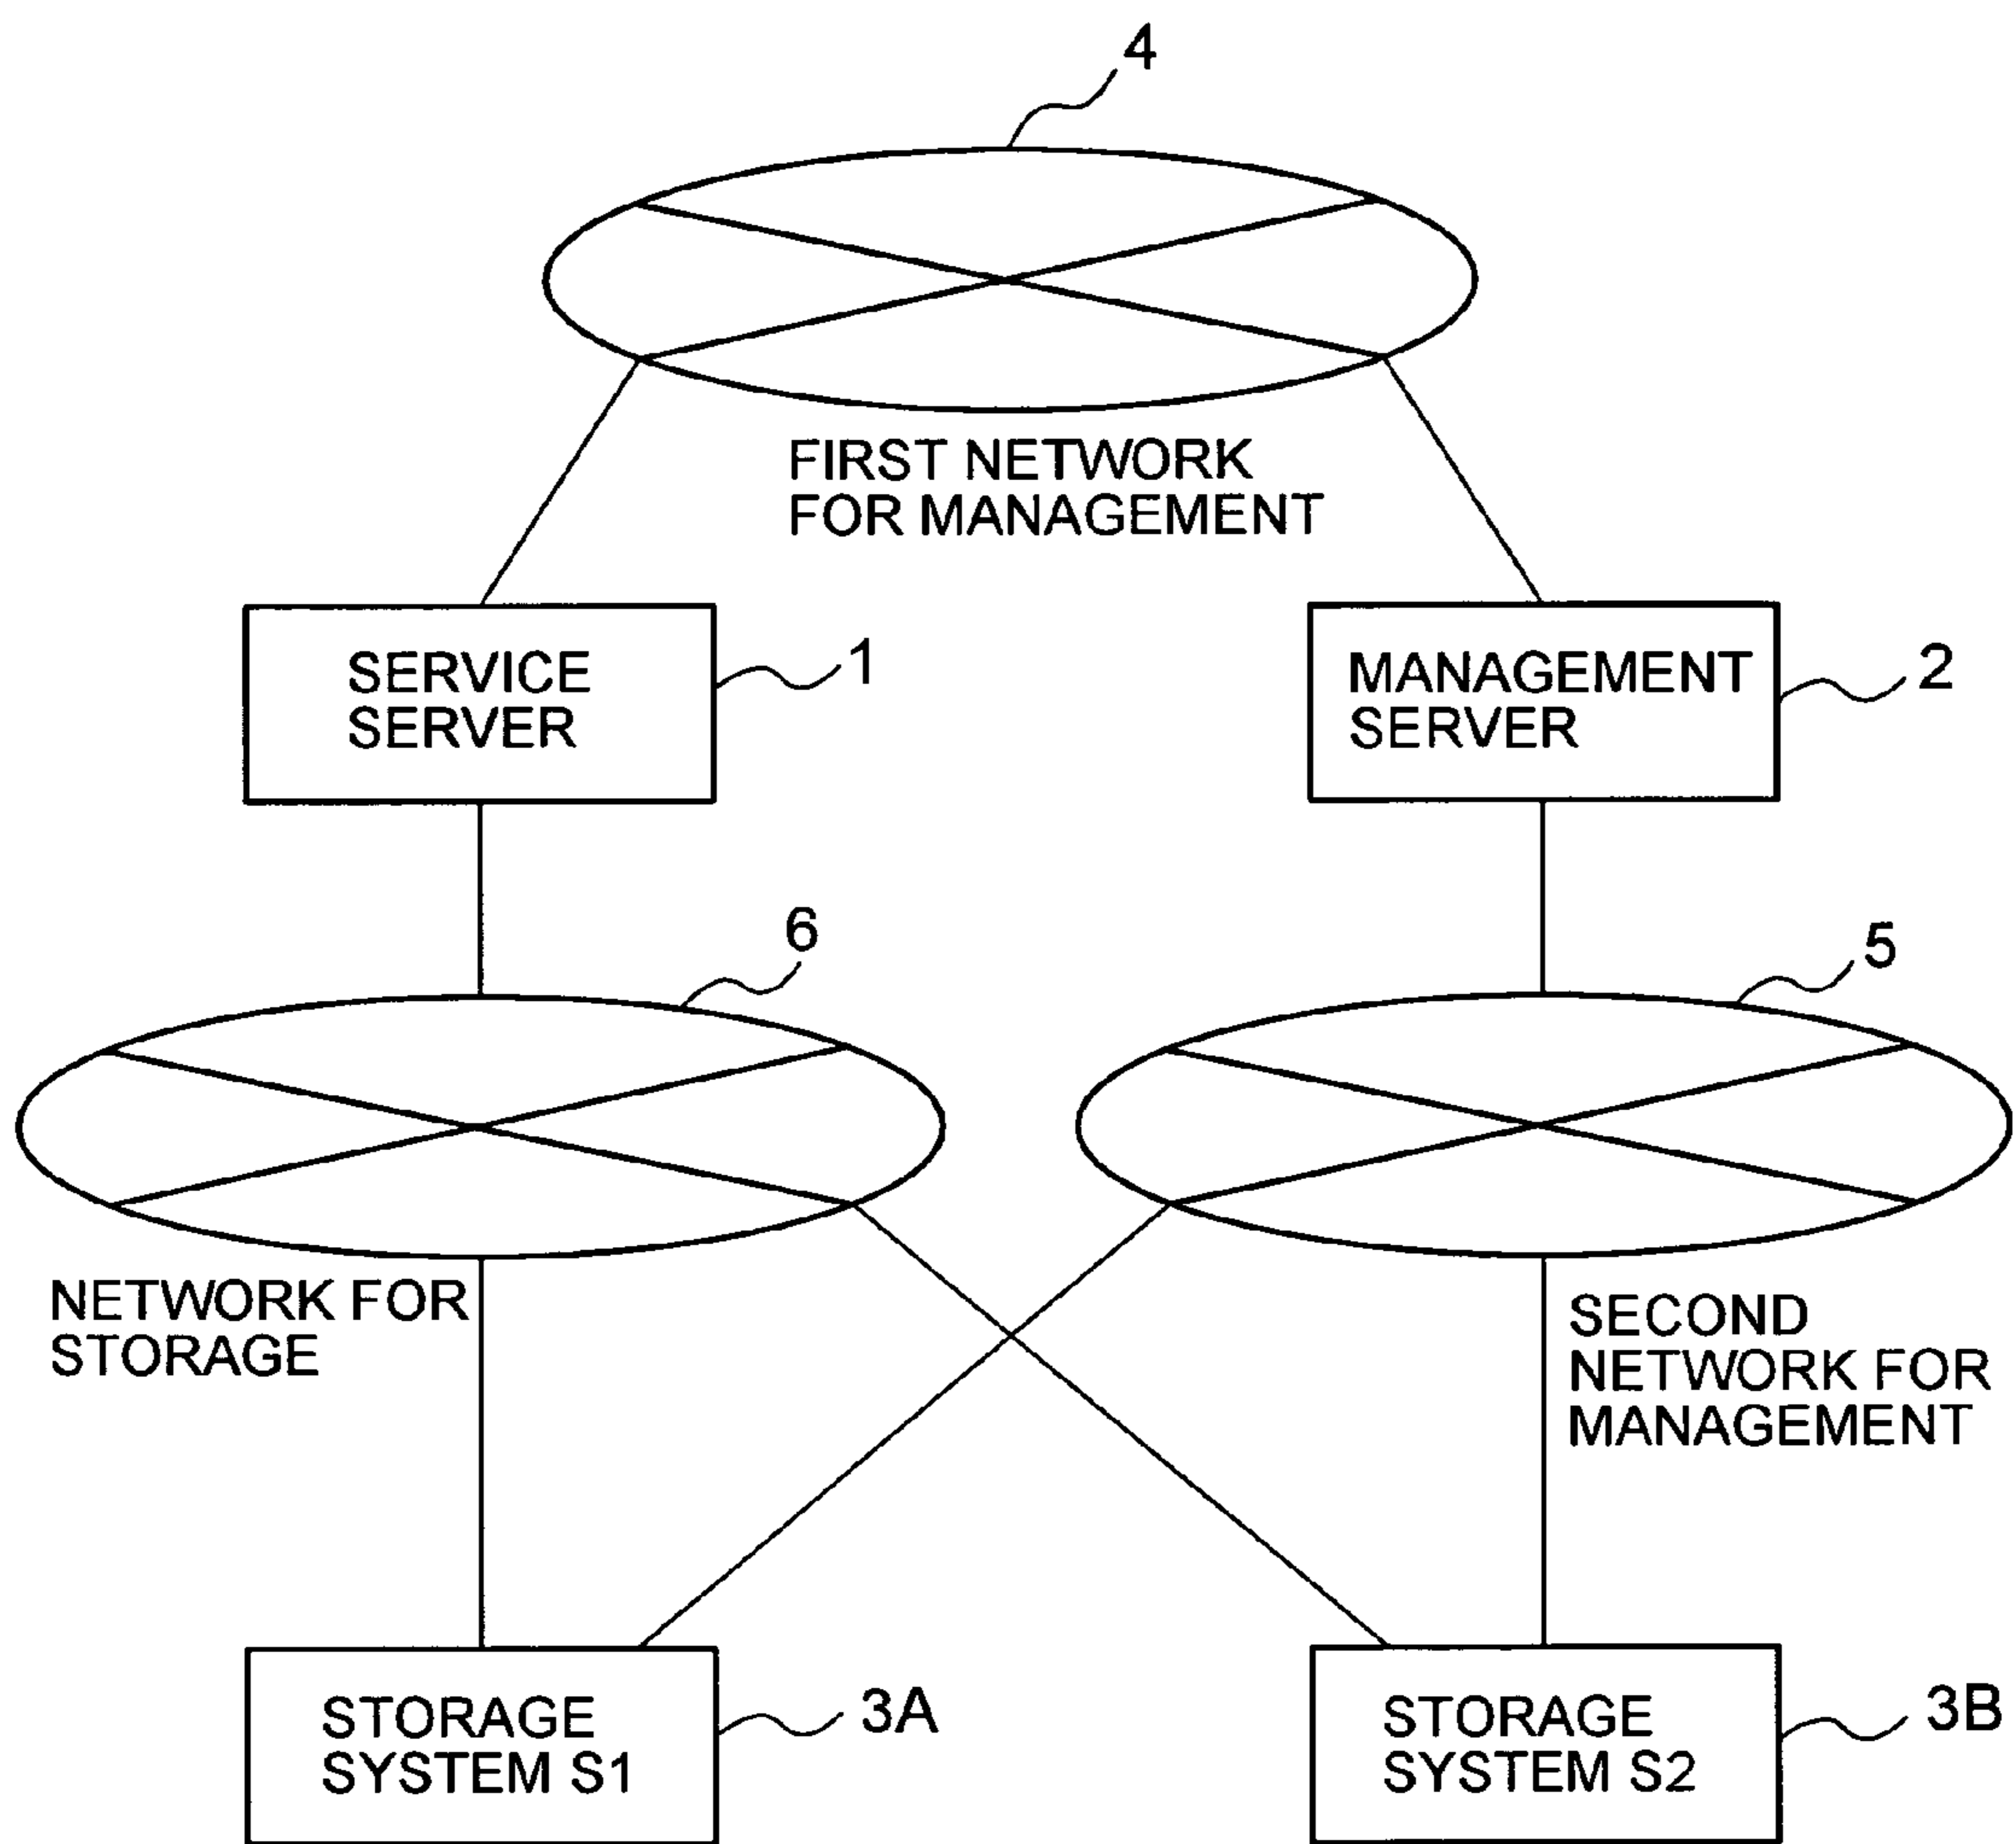 4
FIRST NETWORK
FOR MANAGEMENT
SERVICE
SERVER
1
MANAGEMENT
SERVER
2
6
5
NETWORK FOR
STORAGE
SECOND
NETWORK FOR
MANAGEMENT
STORAGE
SYSTEM S1
3A
STORAGE
SYSTEM S2
3B